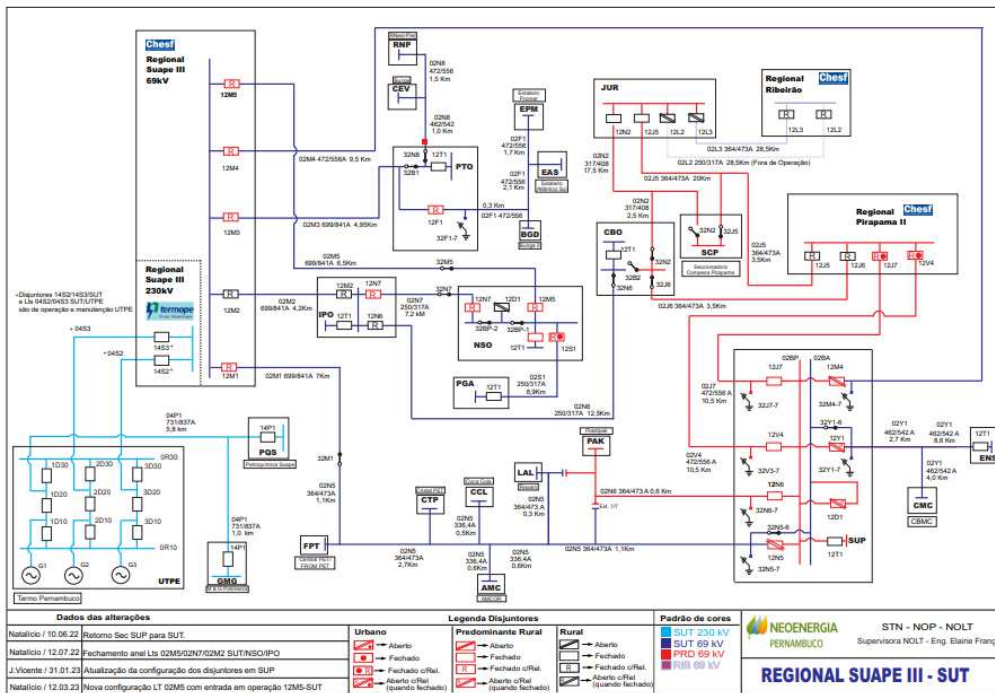 Chesf
Regional
Suape III
69kV
12M5
12M4
12M3
12M2
12M1
Regional
Suape III
230kV
termope
*Disjuntores 14S2/14S3/SUT
e LTs 04S2/04S3 SUT/UTPE
são de operação e manutenção UTPE
* 04S3
* 04S2
14S3*
14S2*
04P1
731/837A
5,8 km
14P1
PQS
Petroquímica Suape
04P1
731/837A
1,0 km
14P1
GMG
1D30
2D30
3D30
0R30
1D20
2D20
3D20
1D10
2D10
3D10
0R10
G1
G2
G3
UTPE
Termo Pernambuco
RNP
02N8
472/556
1,5 Km
CEV
02N8
462/542
1,0 Km
32N8
12T1
PTO
32B1
12F1
32F1-7
02M4 472/556A 9,5 Km
02M3 699/841A 4,95Km
EPM
02F1
472/556
1,7 Km
EAS
02F1
472/556
2,1 Km
0,3 Km
02F1 472/556
BGD
02M5
699/841A 6,5Km
32M5
02M2
699/841A 4,2Km
12M2
12N7
12T1
12N6
IPO
02N7
250/317A
7,2 kM
32N7
12N7
12D1
12M5
32BP-2
32BP-1
12T1
12S1
NSO
02M1 699/841A 7Km
PGA
12T1
02S1
250/317A
8,9Km
02N6
250/317A 12,5Km
JUR
12N2
12J5
12L2
12L3
Regional
Ribeirão
Chesf
12L3
12L2
02L3 364/473A 28,5Km
02L2 250/317A 28,5Km (Fora de Operação)
02N2
317/408
17,5 Km
02J5 364/473A 20Km
02N2
317/408
2,5 Km
32N2
32J5
SCP
CBO
12T1
32N2
32B2
32N6
32J6
02J6 364/473A 3,5Km
Regional
Pirapama II
Chesf
02J5
364/473A
3,5Km
12J5
12J6
12J7
12V4
02BP
02BA
12J7
12M4
32J7-7
32M4-7
02J7
472/556 A
10,5 Km
32Y1-6
12V4
12Y1
32V3-7
32Y1-7
02V4
472/556 A
10,5 Km
12N6
32N6-7
12D1
32N5-6
12T1
SUP
12N5
32N5-7
02Y1
462/542 A
2,7 Km
02Y1
462/542 A
8,6 Km
12T1
ENS
02Y1
462/542 A
4,0 Km
CMC
CBMC
32M1
02N5
364/473A
1,1Km
FPT
CTP
CCL
Coca Cola
LAL
PAK
02N5
364/473 A
0,3 Km
02N6 364/473 A 0,6 Km
02N5
336,4A
0,5Km
02N5
364/473A
2,7Km
02N5
336,4A
0,6Km
02N5
336,4A
0,6Km
02N5 364/473A 1,1Km
AMC
AMCOR
Dados das alterações
Natalício / 10.06.22 Retorno Sec SUP para SUT.
Natalício / 12.07.22 Fechamento anel Lts 02M5/02N7/02M2 SUT/NSO/IPO
J.Vicente / 31.01.23 Atualização da configuração dos disjuntores em SUP
Natalício / 12.03.23 Nova configuração LT 02M5 com entrada em operação 12M5-SUT
Legenda Disjuntores
Urbano
Aberto
Fechado
Fechado c/Rel.
Aberto c/Rel
(quando fechado)
Predominante Rural
Aberto
Fechado
Fechado c/Rel.
Aberto c/Rel
(quando fechado)
Rural
Aberto
Fechado
Fechado c/Rel.
Aberto c/Rel
(quando fechado)
Padrão de cores
SUT 230 kV
SUT 69 kV
PRD 69 kV
RIB 69 kV
NEOENERGIA
PERNAMBUCO
STN - NOP - NOLT
Supervisora NOLT - Eng. Elaine Franç
REGIONAL SUAPE III - SUT